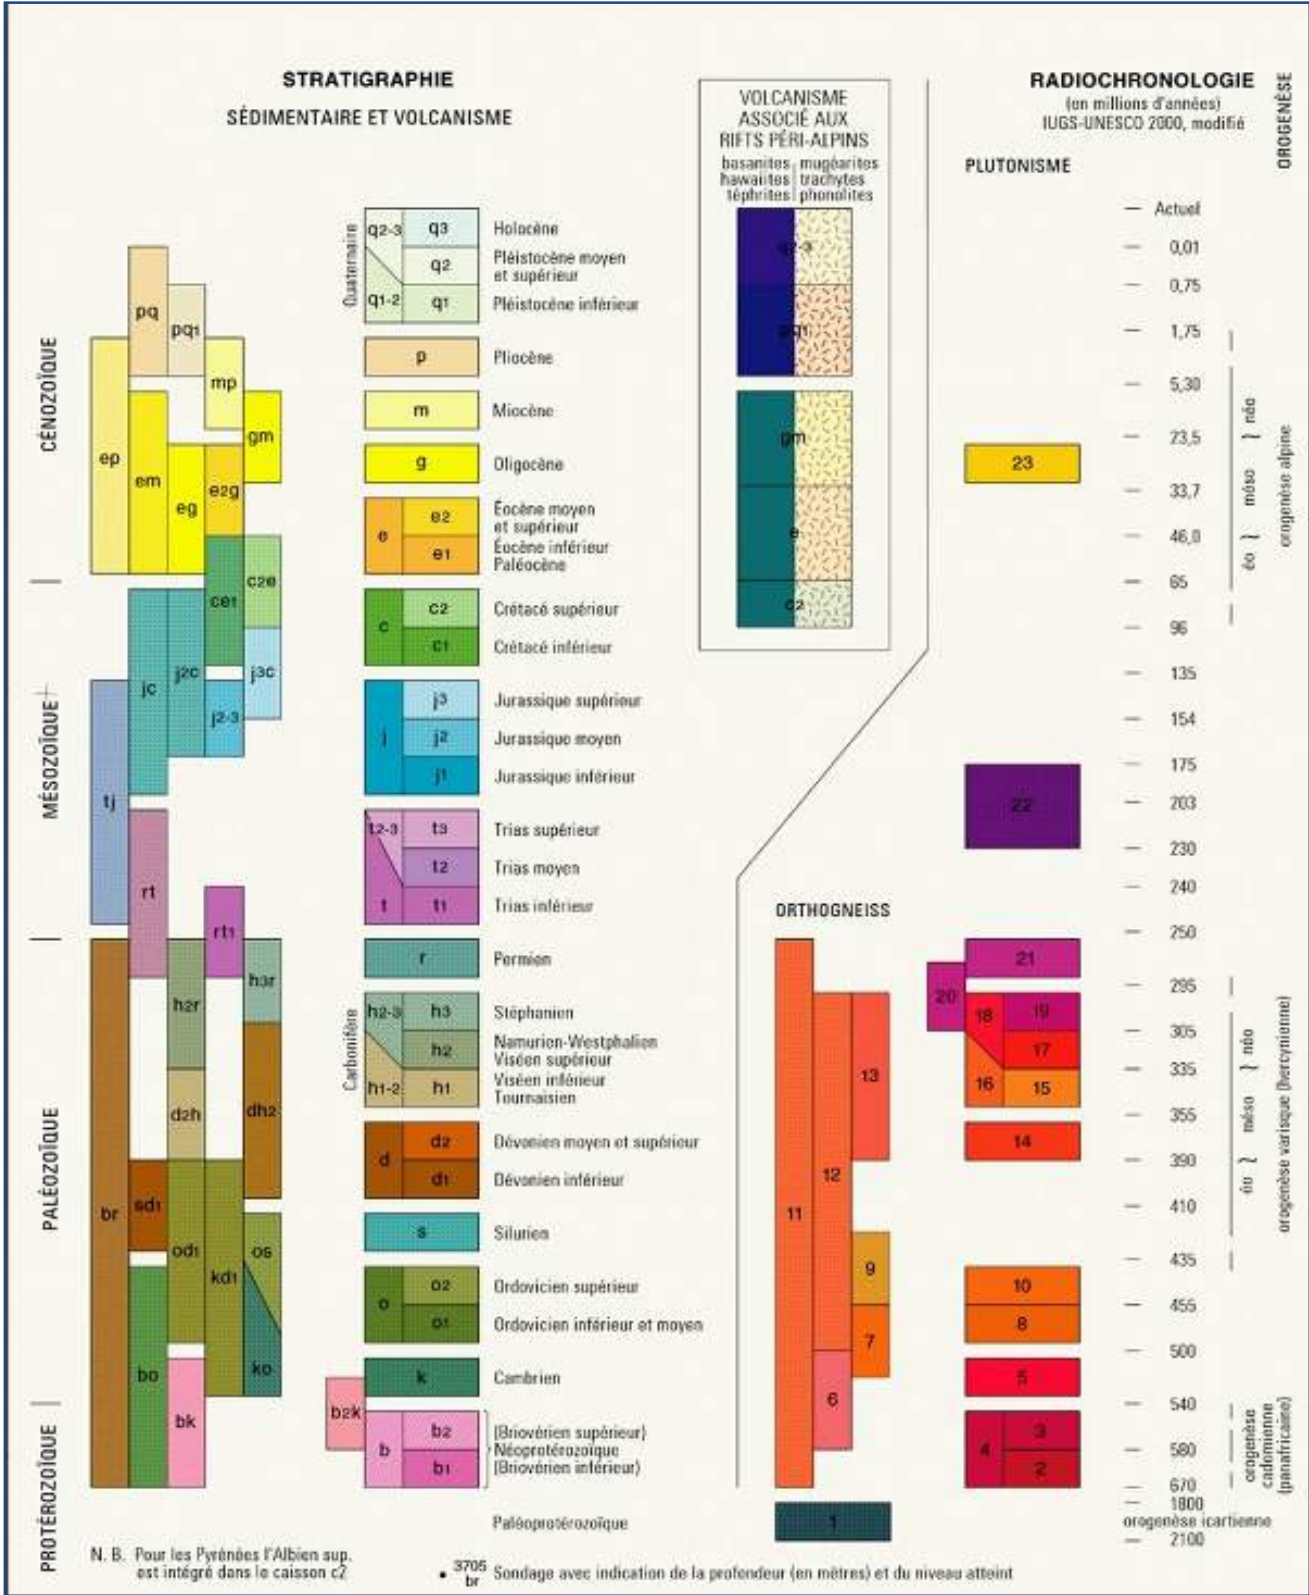 STRATIGRAPHIE
SÉDIMENTAIRE ET VOLCANISME
VOLCANISME
ASSOCIÉ AUX
RIFTS PÉRI-ALPINS
basanites mugéarites
hawaiites trachytes
téphrites phonolites
RADIOCHRONOLOGIE
(en millions d'années)
IUGS-UNESCO 2000, modifié
PLUTONISME
OROGENÈSE
CÉNOZOÏQUE
MÉSOZOÏQUE
PALÉOZOÏQUE
PROTÉROZOÏQUE
pq
pq1
mp
ep
em
gm
eg
e2g
ce1
c2e
jc
j2c
j3c
j2-3
tj
rt
rt1
br
h2r
h3r
d2h
dh2
sd1
od1
kd1
os
bo
ko
bk
Quaternaire
q2-3 q3 Holocène
q2 Pléistocène moyen
et supérieur
q1-2 q1 Pléistocène inférieur
p Pliocène
m Miocène
g Oligocène
e e2 Éocène moyen
et supérieur
e1 Éocène inférieur
Paléocène
c c2 Crétacé supérieur
c1 Crétacé inférieur
j j3 Jurassique supérieur
j2 Jurassique moyen
j1 Jurassique inférieur
t2-3 t3 Trias supérieur
t2 Trias moyen
t t1 Trias inférieur
r Permien
Carbonifère
h2-3 h3 Stéphanien
h2 Namurien-Westphalien
Viséen supérieur
h1-2 h1 Viséen inférieur
Tournaisien
d d2 Dévonien moyen et supérieur
d1 Dévonien inférieur
s Silurien
o o2 Ordovicien supérieur
o1 Ordovicien inférieur et moyen
k Cambrien
b2k
b b2 (Briovérien supérieur)
Néoprotérozoïque
b1 (Briovérien inférieur)
Paléoprotérozoïque
q2-3
pq1
gm
e
c2
ORTHOGNEISS
11
12
13
9
7
6
1
23
22
21
20
18 19
17
16 15
14
10
8
5
4 3
2
Actuel
0,01
0,75
1,75
5,30
23,5
33,7
46,0
65
96
135
154
175
203
230
240
250
295
305
335
355
390
410
435
455
500
540
580
670
1800
orogenèse icartienne
2100
éo } méso } néo
orogenèse alpine
éo } méso } néo
orogenèse varisque (hercynienne)
orogenèse
cadomienne
(panafricaine)
N. B. Pour les Pyrénées l'Albien sup.
est intégré dans le caisson c2
3705
br Sondage avec indication de la profondeur (en mètres) et du niveau atteint